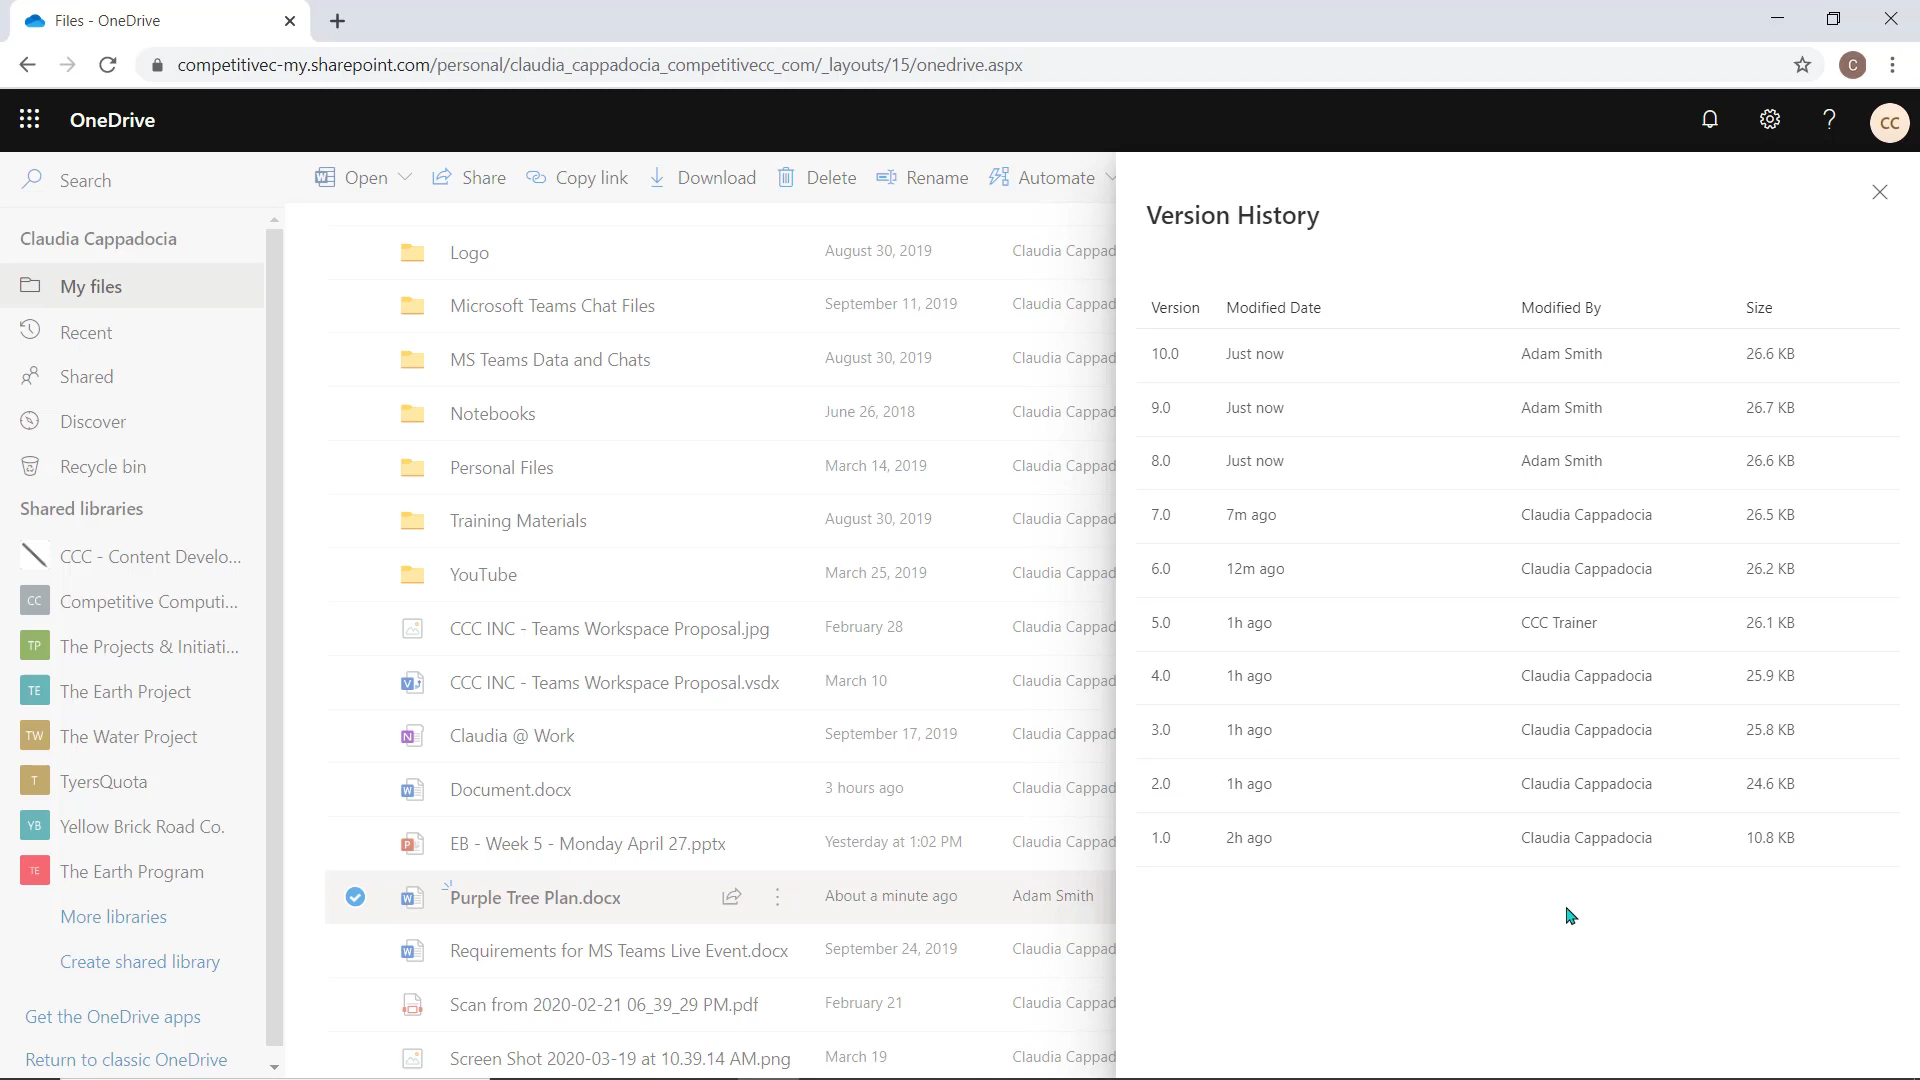 Files - OneDrive
competitivec-my.sharepoint.com/personal/claudia_cappadocia_competitivecc_com/_layouts/15/onedrive.aspx
C
OneDrive
?
CC
Search
Open
Share
Copy link
Download
Delete
Rename
Automate
Claudia Cappadocia
My files
Recent
Shared
Discover
Recycle bin
Shared libraries
CCC - Content Develo...
CC Competitive Computi...
TP The Projects & Initiati...
TE The Earth Project
TW The Water Project
T TyersQuota
YB Yellow Brick Road Co.
TE The Earth Program
More libraries
Create shared library
Get the OneDrive apps
Return to classic OneDrive
Logo August 30, 2019 Claudia Cappad
Microsoft Teams Chat Files September 11, 2019 Claudia Cappad
MS Teams Data and Chats August 30, 2019 Claudia Cappad
Notebooks June 26, 2018 Claudia Cappad
Personal Files March 14, 2019 Claudia Cappad
Training Materials August 30, 2019 Claudia Cappad
YouTube March 25, 2019 Claudia Cappad
CCC INC - Teams Workspace Proposal.jpg February 28 Claudia Cappad
CCC INC - Teams Workspace Proposal.vsdx March 10 Claudia Cappad
Claudia @ Work September 17, 2019 Claudia Cappad
Document.docx 3 hours ago Claudia Cappad
EB - Week 5 - Monday April 27.pptx Yesterday at 1:02 PM Claudia Cappad
Purple Tree Plan.docx About a minute ago Adam Smith
Requirements for MS Teams Live Event.docx September 24, 2019 Claudia Cappad
Scan from 2020-02-21 06_39_29 PM.pdf February 21 Claudia Cappad
Screen Shot 2020-03-19 at 10.39.14 AM.png March 19 Claudia Cappad
Version History
Version Modified Date Modified By Size
10.0 Just now Adam Smith 26.6 KB
9.0 Just now Adam Smith 26.7 KB
8.0 Just now Adam Smith 26.6 KB
7.0 7m ago Claudia Cappadocia 26.5 KB
6.0 12m ago Claudia Cappadocia 26.2 KB
5.0 1h ago CCC Trainer 26.1 KB
4.0 1h ago Claudia Cappadocia 25.9 KB
3.0 1h ago Claudia Cappadocia 25.8 KB
2.0 1h ago Claudia Cappadocia 24.6 KB
1.0 2h ago Claudia Cappadocia 10.8 KB